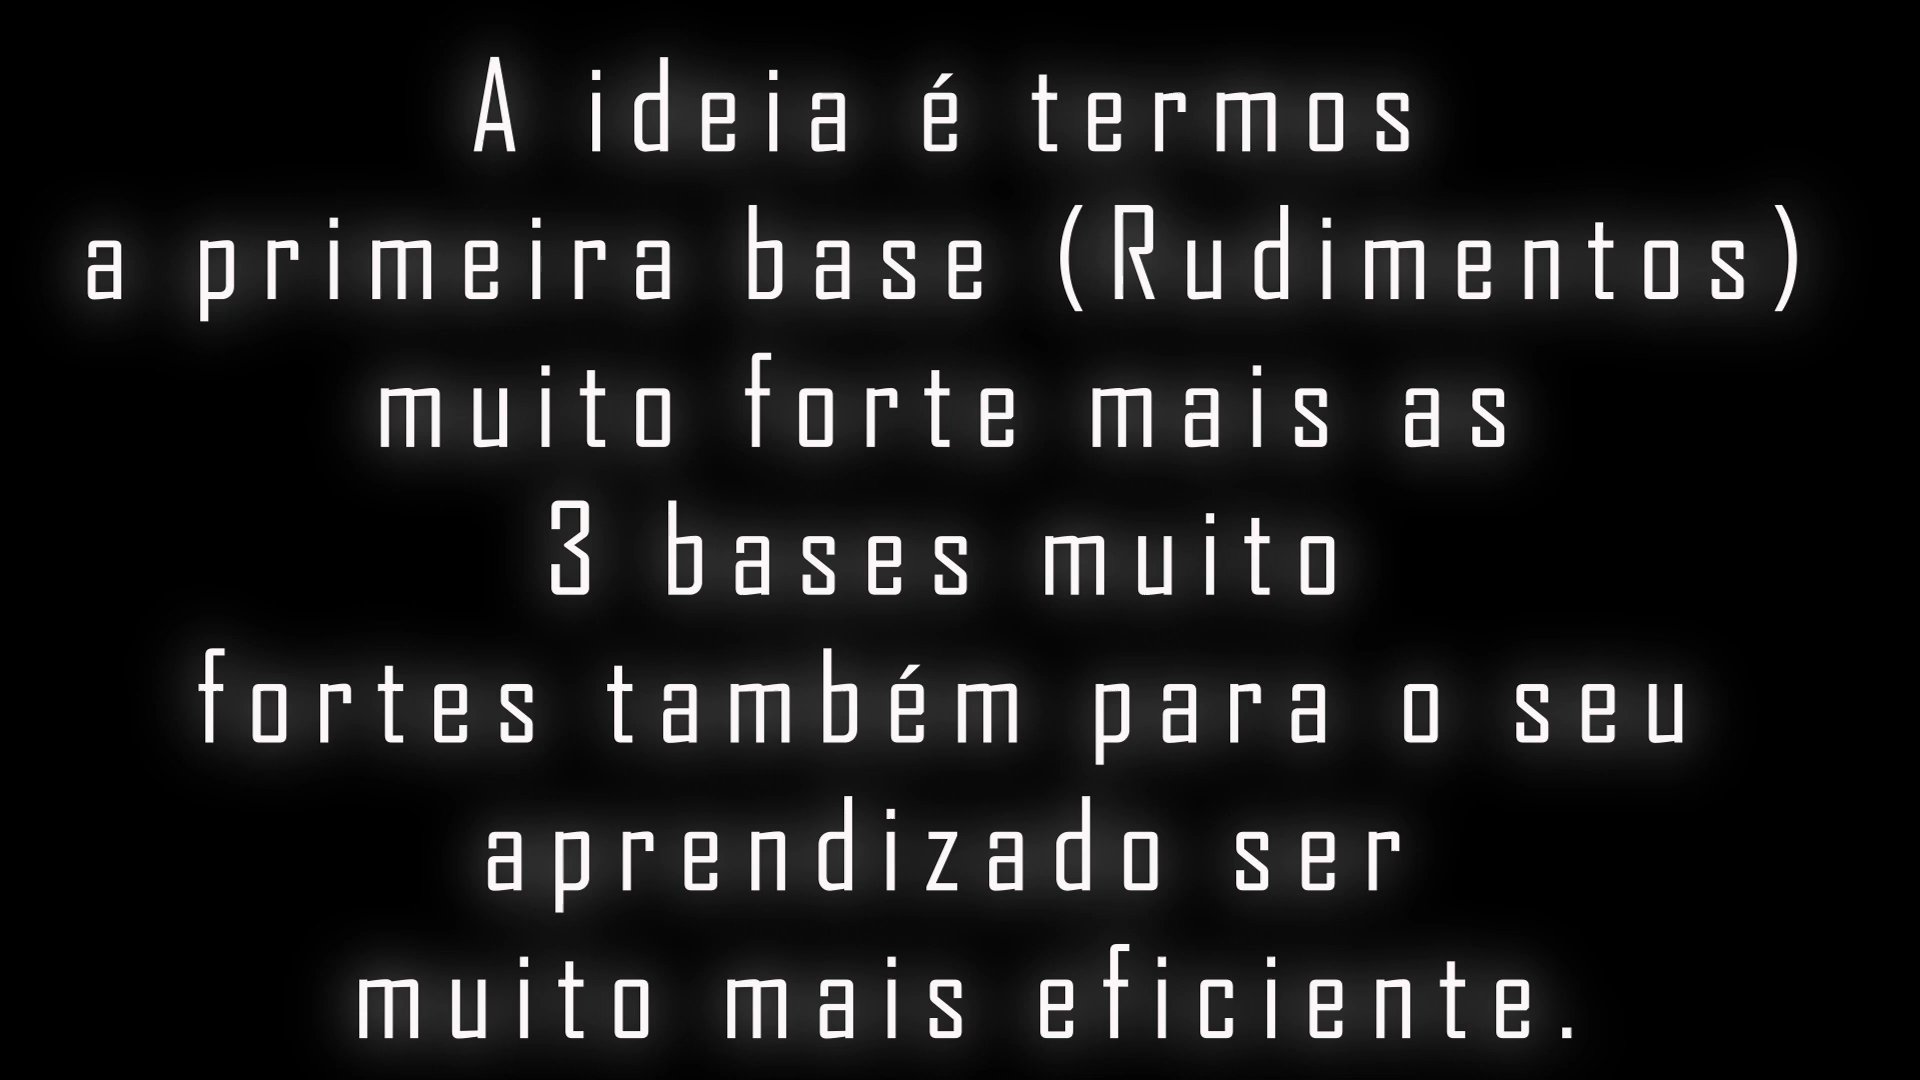 A ideia é termos
a primeira base (Rudimentos)
muito forte mais as
3 bases muito
fortes também para o seu
aprendizado ser
muito mais eficiente.